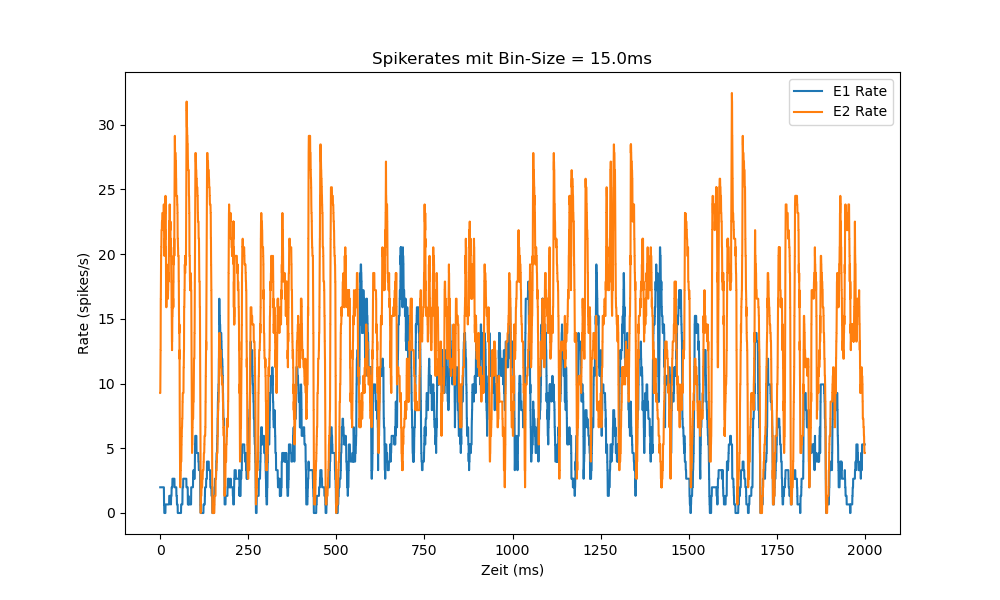 Spikerates mit Bin-Size = 15.0ms
E1 Rate
E2 Rate
Rate (spikes/s)
30
25
20
15
10
5
0
0 250 500 750 1000 1250 1500 1750 2000
Zeit (ms)